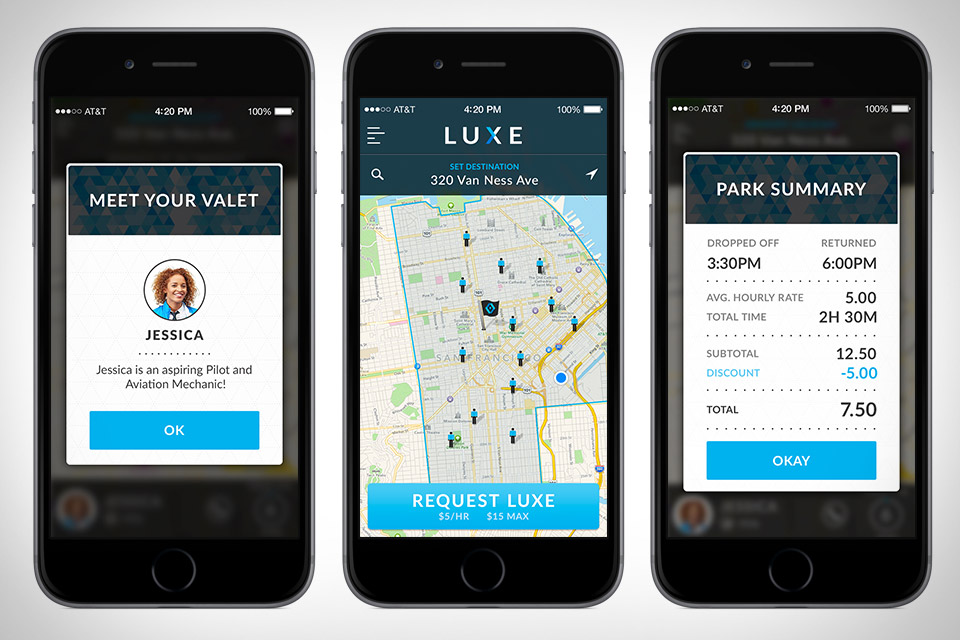 ●●●○○ AT&T 4:20 PM 100%
MEET YOUR VALET
JESSICA
Jessica is an aspiring Pilot and
Aviation Mechanic!
OK
●●●○○ AT&T 4:20 PM 100%
LUXE
SET DESTINATION
320 Van Ness Ave
SAN FRANCISCO
REQUEST LUXE
$5/HR $15 MAX
●●●○○ AT&T 4:20 PM 100%
PARK SUMMARY
DROPPED OFF RETURNED
3:30PM 6:00PM
AVG. HOURLY RATE 5.00
TOTAL TIME 2H 30M
SUBTOTAL 12.50
DISCOUNT -5.00
TOTAL 7.50
OKAY